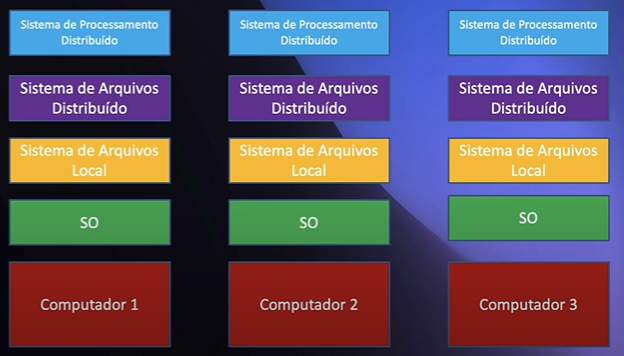 Sistema de Processamento
Distribuído
Sistema de Processamento
Distribuído
Sistema de Processamento
Distribuído
Sistema de Arquivos
Distribuído
Sistema de Arquivos
Distribuído
Sistema de Arquivos
Distribuído
Sistema de Arquivos
Local
Sistema de Arquivos
Local
Sistema de Arquivos
Local
SO
SO
SO
Computador 1
Computador 2
Computador 3